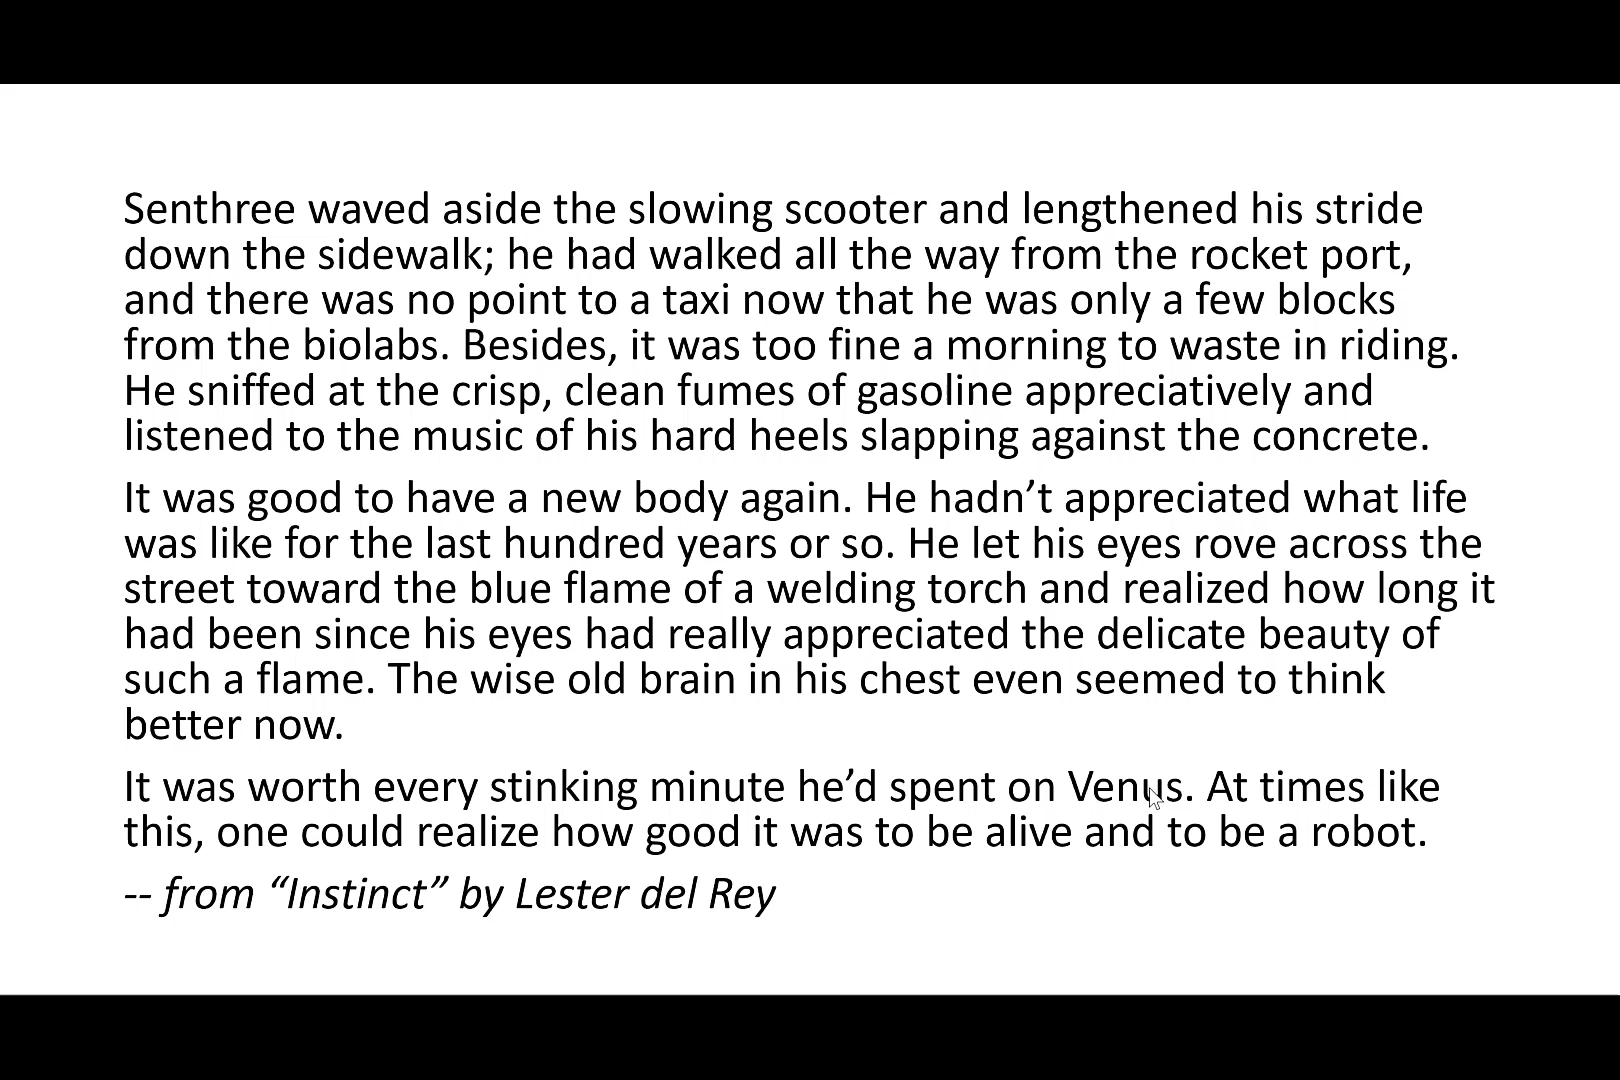 Senthree waved aside the slowing scooter and lengthened his stride
down the sidewalk; he had walked all the way from the rocket port,
and there was no point to a taxi now that he was only a few blocks
from the biolabs. Besides, it was too fine a morning to waste in riding.
He sniffed at the crisp, clean fumes of gasoline appreciatively and
listened to the music of his hard heels slapping against the concrete.
It was good to have a new body again. He hadn’t appreciated what life
was like for the last hundred years or so. He let his eyes rove across the
street toward the blue flame of a welding torch and realized how long it
had been since his eyes had really appreciated the delicate beauty of
such a flame. The wise old brain in his chest even seemed to think
better now.
It was worth every stinking minute he’d spent on Venus. At times like
this, one could realize how good it was to be alive and to be a robot.
-- from “Instinct” by Lester del Rey